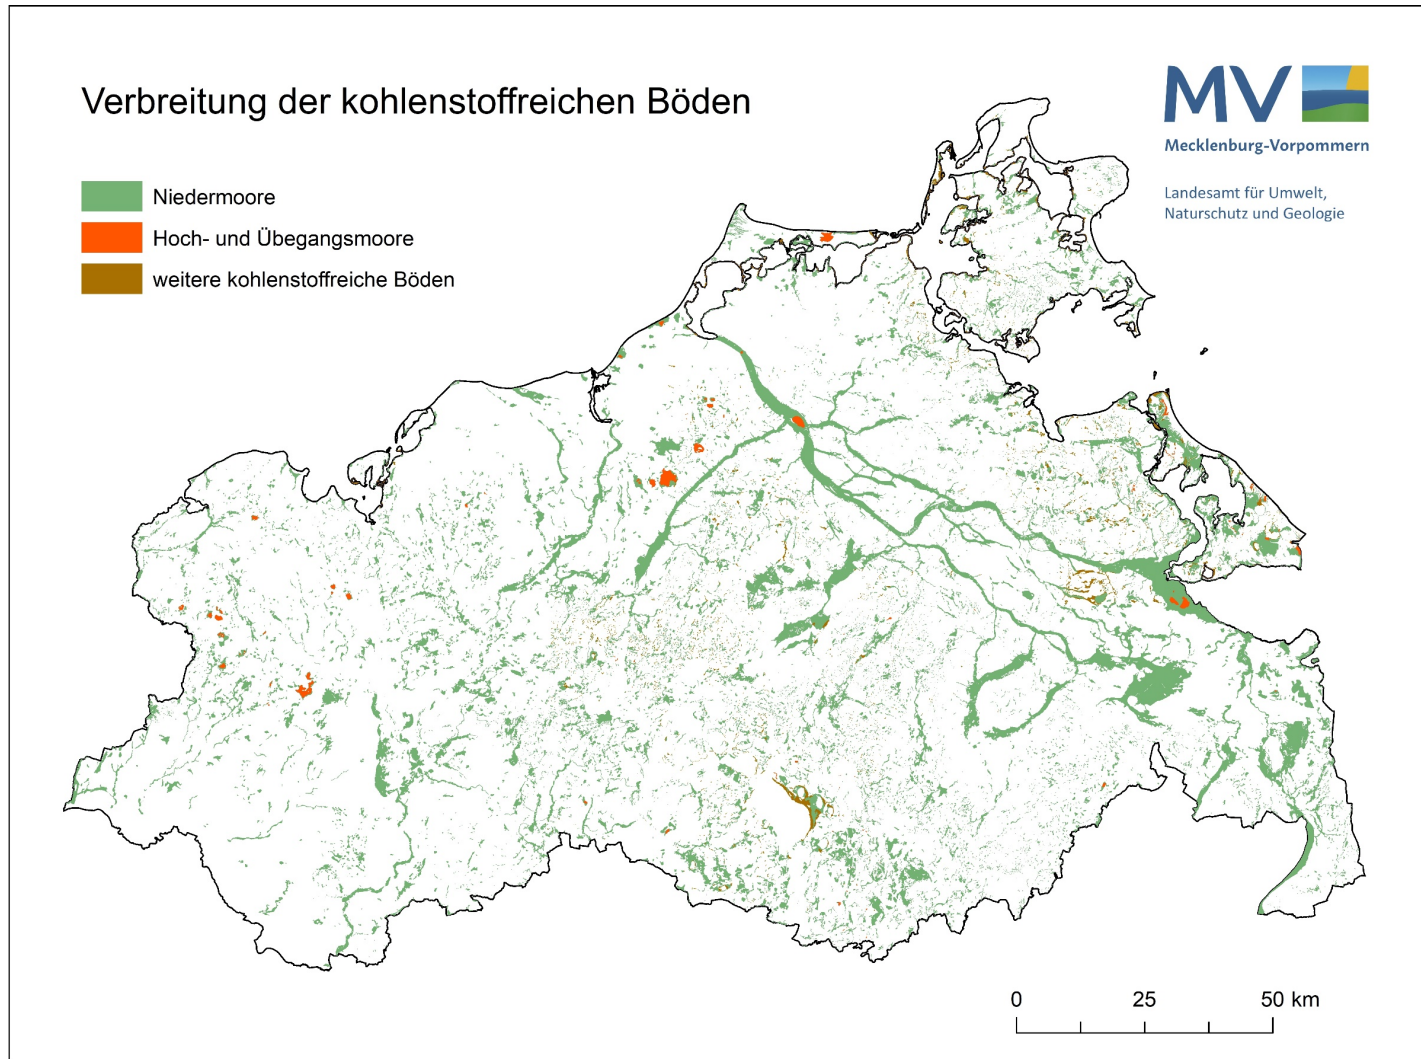 Verbreitung der kohlenstoffreichen Böden
MV
Mecklenburg-Vorpommern
Landesamt für Umwelt,
Naturschutz und Geologie
Niedermoore
Hoch- und Übegangsmoore
weitere kohlenstoffreiche Böden
0 25 50 km